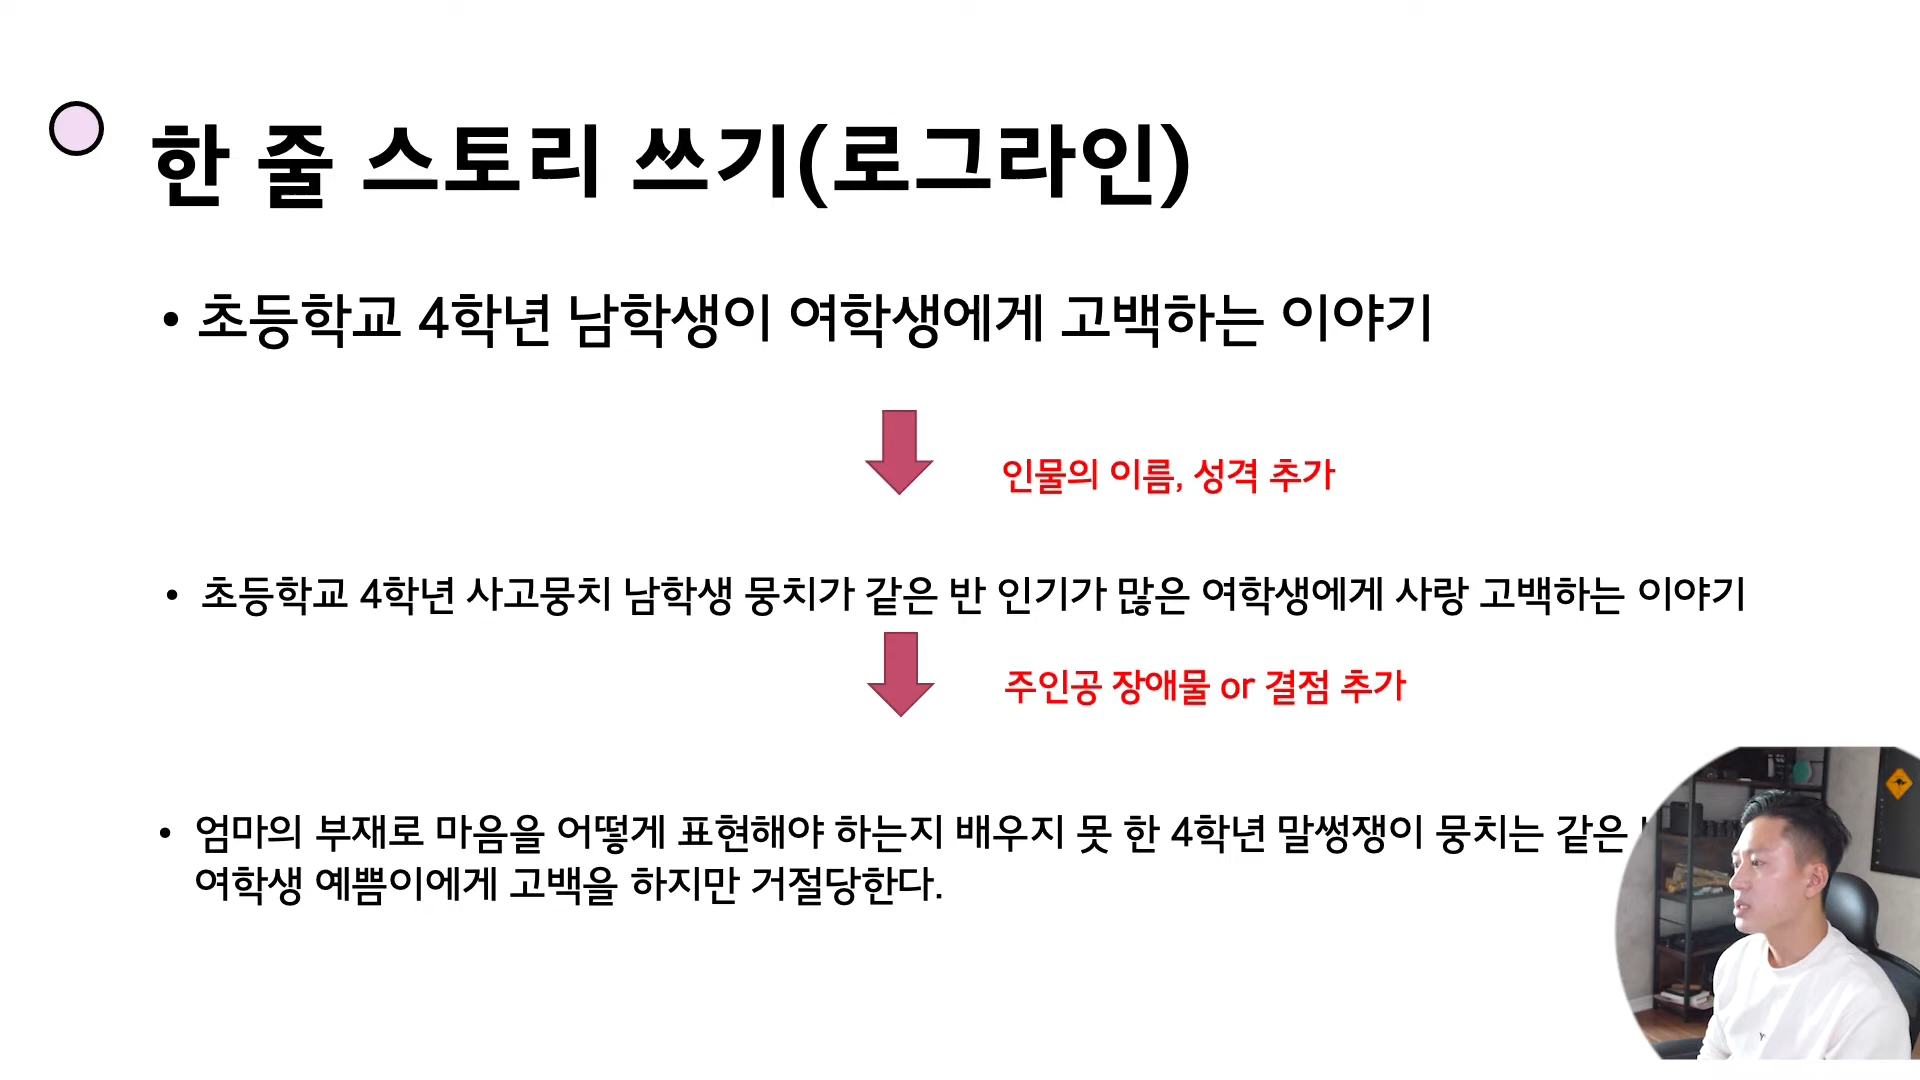 한 줄 스토리 쓰기(로그라인)
• 초등학교 4학년 남학생이 여학생에게 고백하는 이야기
인물의 이름, 성격 추가
• 초등학교 4학년 사고뭉치 남학생 뭉치가 같은 반 인기가 많은 여학생에게 사랑 고백하는 이야기
주인공 장애물 or 결점 추가
• 엄마의 부재로 마음을 어떻게 표현해야 하는지 배우지 못 한 4학년 말썽쟁이 뭉치는 같은
여학생 예쁨이에게 고백을 하지만 거절당한다.